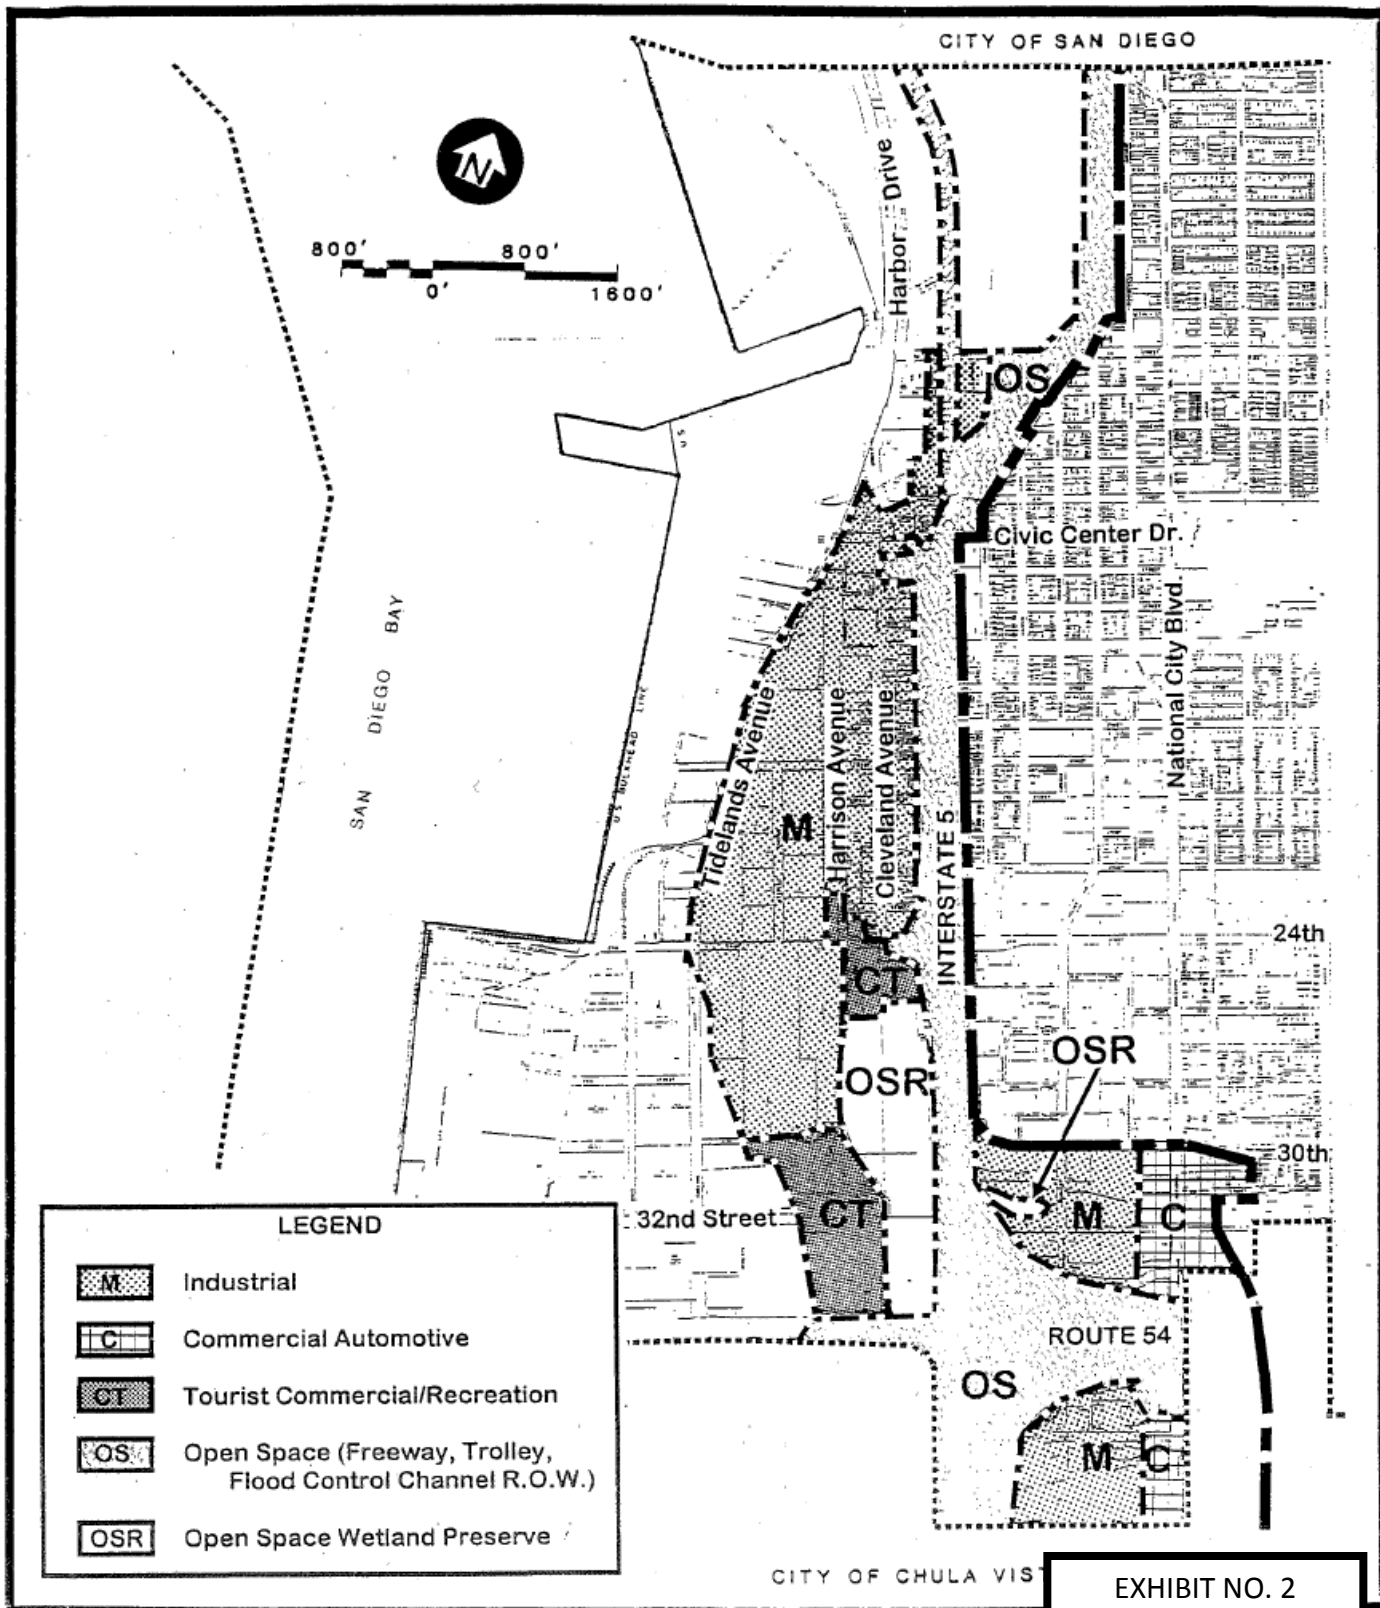 CITY OF SAN DIEGO
N
800' 800'
0' 1600'
Harbor Drive
OS
Civic Center Dr.
National City Blvd.
SAN DIEGO BAY
U S BULKHEAD LINE
Tidelands Avenue
Harrison Avenue
Cleveland Avenue
M
INTERSTATE 5
24th
CT
OSR
OSR
30th
32nd Street
CT
M
C
ROUTE 54
OS
M
C
LEGEND
M Industrial
C Commercial Automotive
CT Tourist Commercial/Recreation
OS Open Space (Freeway, Trolley,
Flood Control Channel R.O.W.)
OSR Open Space Wetland Preserve
CITY OF CHULA VIST
EXHIBIT NO. 2